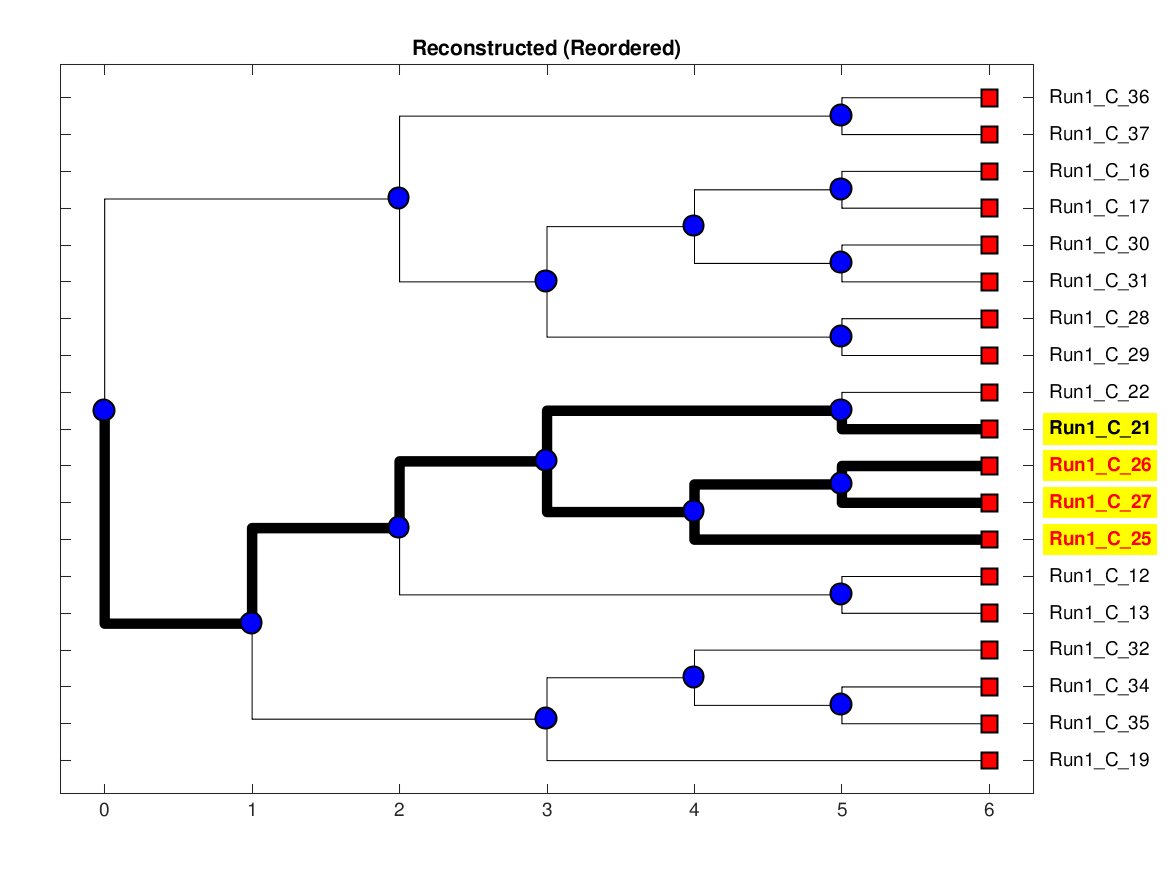 Reconstructed (Reordered)
Run1_C_36
Run1_C_37
Run1_C_16
Run1_C_17
Run1_C_30
Run1_C_31
Run1_C_28
Run1_C_29
Run1_C_22
Run1_C_21
Run1_C_26
Run1_C_27
Run1_C_25
Run1_C_12
Run1_C_13
Run1_C_32
Run1_C_34
Run1_C_35
Run1_C_19
0 1 2 3 4 5 6